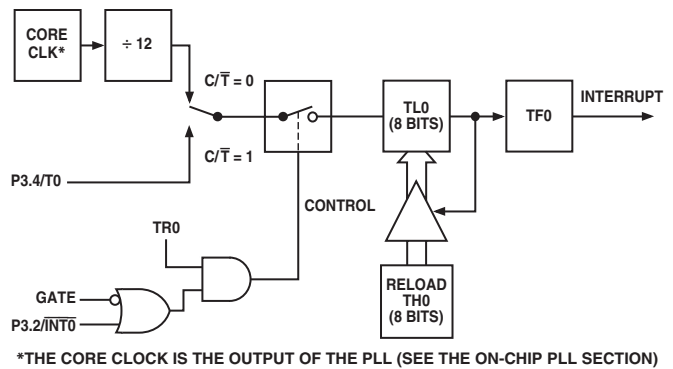 CORE
CLK*
÷ 12
C/T̅ = 0
C/T̅ = 1
P3.4/T0
TL0
(8 BITS)
TF0
INTERRUPT
CONTROL
TR0
GATE
P3.2/I̅N̅T̅0̅
RELOAD
TH0
(8 BITS)
*THE CORE CLOCK IS THE OUTPUT OF THE PLL (SEE THE ON-CHIP PLL SECTION)